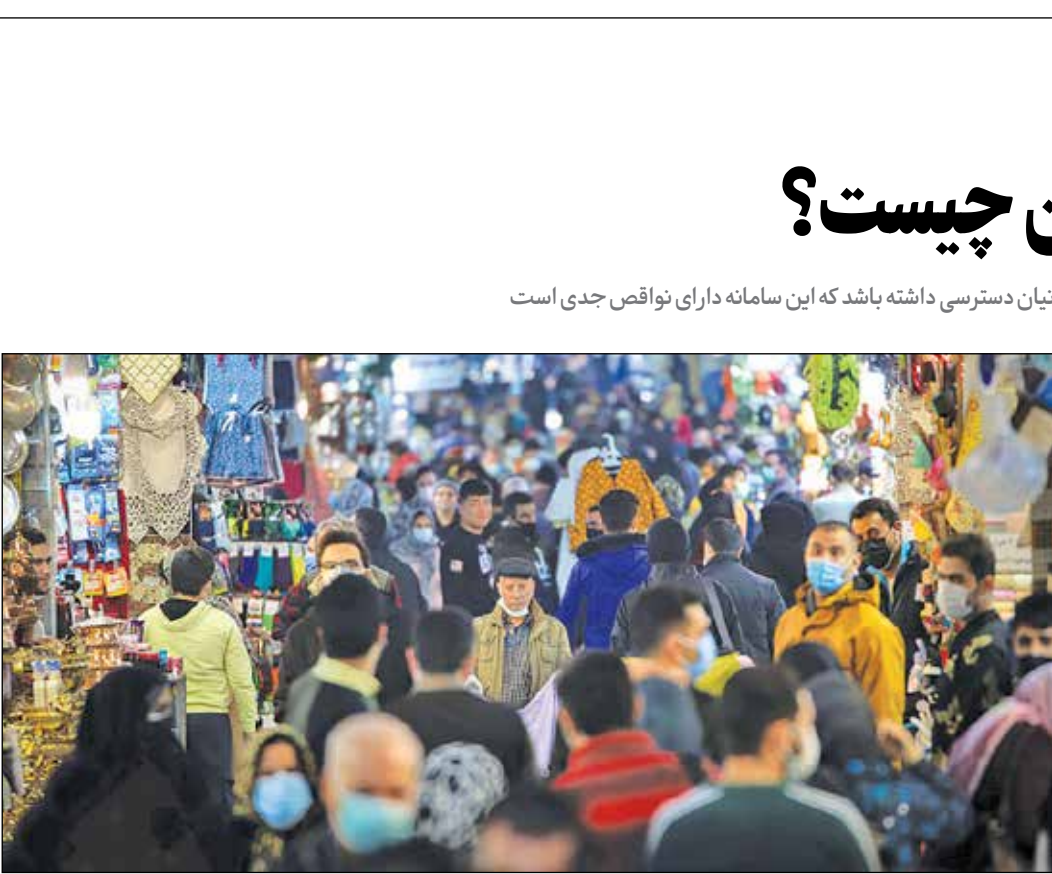 چیست؟
دسترسی داشته باشد که این سامانه دارای نواقص جدی است